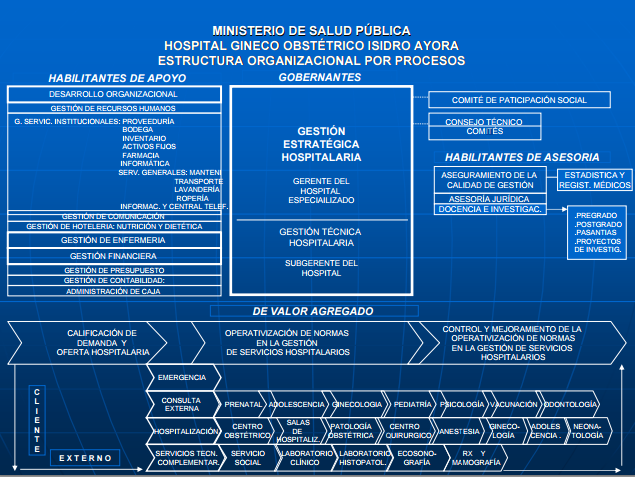 MINISTERIO DE SALUD PÚBLICA
HOSPITAL GINECO OBSTÉTRICO ISIDRO AYORA
ESTRUCTURA ORGANIZACIONAL POR PROCESOS
HABILITANTES DE APOYO
DESARROLLO ORGANIZACIONAL
GESTIÓN DE RECURSOS HUMANOS
G. SERVIC. INSTITUCIONALES: PROVEEDURÍA
BODEGA
INVENTARIO
ACTIVOS FIJOS
FARMACIA
INFORMÁTICA
SERV. GENERALES: MANTENI
TRANSPORTE
LAVANDERÍA
ROPERÍA
INFORMAC. Y CENTRAL TELEF.
GESTIÓN DE COMUNICACIÓN
GESTIÓN DE HOTELERIA: NUTRICIÓN Y DIETÉTICA
GESTIÓN DE ENFERMERIA
GESTIÓN FINANCIERA
GESTIÓN DE PRESUPUESTO
GESTIÓN DE CONTABILIDAD:
ADMINISTRACIÓN DE CAJA
GOBERNANTES
GESTIÓN
ESTRATÉGICA
HOSPITALARIA
GERENTE DEL
HOSPITAL
ESPECIALIZADO
GESTIÓN TÉCNICA
HOSPITALARIA
SUBGERENTE DEL
HOSPITAL
COMITÉ DE PATICIPACIÓN SOCIAL
CONSEJO TÉCNICO
COMITÉS
HABILITANTES DE ASESORIA
ASEGURAMIENTO DE LA
CALIDAD DE GESTIÓN
ESTADISTICA Y
REGIST. MÉDICOS
ASESORÍA JURÍDICA
DOCENCIA E INVESTIGAC.
.PREGRADO
.POSTGRADO
.PASANTIAS
.PROYECTOS
DE INVESTIG.
DE VALOR AGREGADO
CALIFICACIÓN DE
DEMANDA Y
OFERTA HOSPITALARIA
OPERATIVIZACIÓN DE NORMAS
EN LA GESTIÓN
DE SERVICIOS HOSPITALARIOS
CONTROL Y MEJORAMIENTO DE LA
OPERATIVIZACIÓN DE NORMAS
EN LA GESTIÓN DE SERVICIOS
HOSPITALARIOS
EMERGENCIA
CONSULTA
EXTERNA
PRENATAL
ADOLESCENCIA
GINECOLOGIA
PEDIATRÍA
PSICOLOGÍA
VACUNACIÓN
ODONTOLOGÍA
HOSPITALIZACIÓN
CENTRO
OBSTÉTRICO
SALAS
DE
HOSPITALIZ.
PATOLOGÍA
OBSTÉTRICA
CENTRO
QUIRURGICO
ANESTESIA
GINECO-
LOGÍA
ADOLES
CENCIA .
NEONA-
TOLOGÍA
SERVICIOS TÉCN.
COMPLEMENTAR.
SERVICIO
SOCIAL
LABORATORIO
CLÍNICO
LABORATORIO
HISTOPATOL.
ECOSONO-
GRAFÍA
RX Y
MAMOGRAFÍA
CLIENTE
EXTERNO